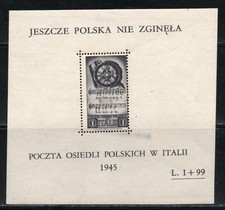 JESZCZE POLSKA NIE ZGINĘŁA
POCZTA OSIEDLI POLSKICH W ITALII
1945
L. 1 + 99